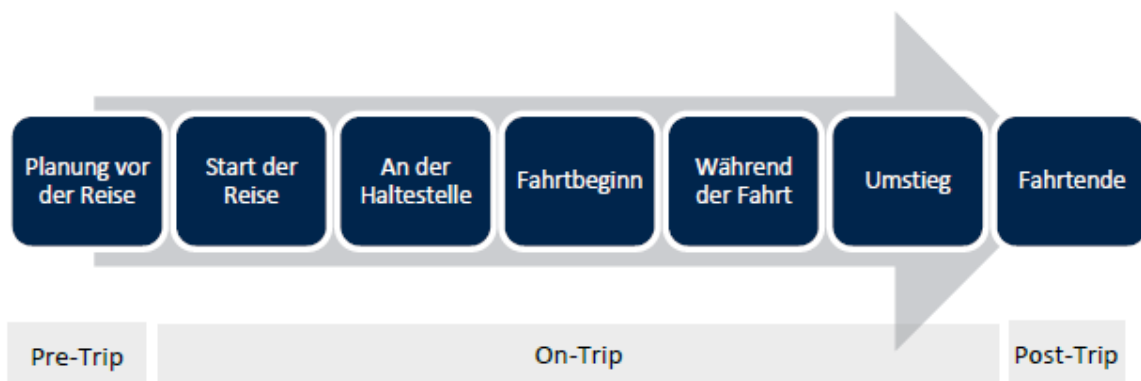 Planung vor
der Reise
Start der
Reise
An der
Haltestelle
Fahrtbeginn
Während
der Fahrt
Umstieg
Fahrtende
Pre-Trip
On-Trip
Post-Trip